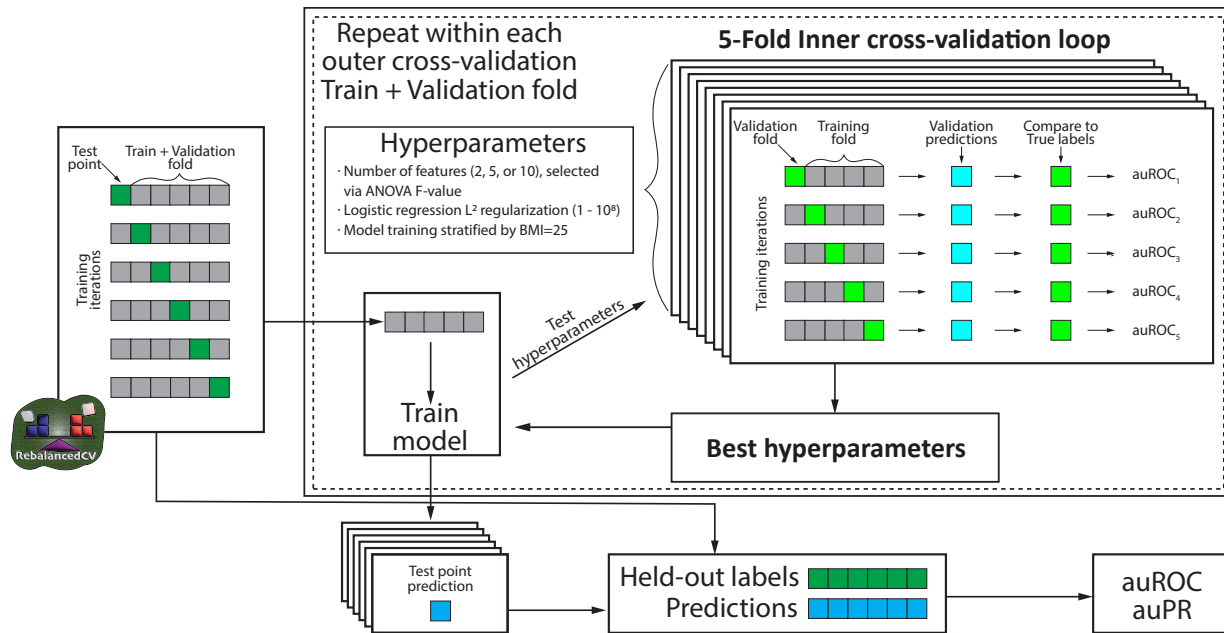 Repeat within each
outer cross-validation
Train + Validation fold
5-Fold Inner cross-validation loop
Hyperparameters
· Number of features (2, 5, or 10), selected
via ANOVA F-value
· Logistic regression L² regularization (1 - 10⁸)
· Model training stratified by BMI=25
Test
point
Train + Validation
fold
Training
iterations
RebalancedCV
Validation
fold
Training
fold
Validation
predictions
Compare to
True labels
Training iterations
auROC₁
auROC₂
auROC₃
auROC₄
auROC₅
Test
hyperparameters
Train
model
Best hyperparameters
Test point
prediction
Held-out labels
Predictions
auROC
auPR